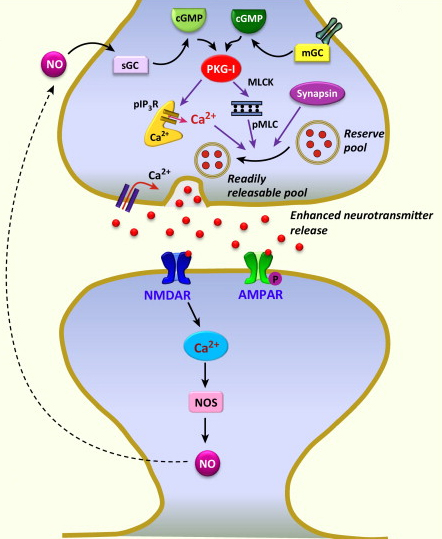 cGMP
cGMP
NO
sGC
mGC
PKG-I
MLCK
pIP3R
Ca2+
Ca2+
Synapsin
pMLC
Reserve
pool
Readily
releasable pool
Ca2+
Enhanced neurotransmitter
release
NMDAR
AMPAR
P
Ca2+
NOS
NO